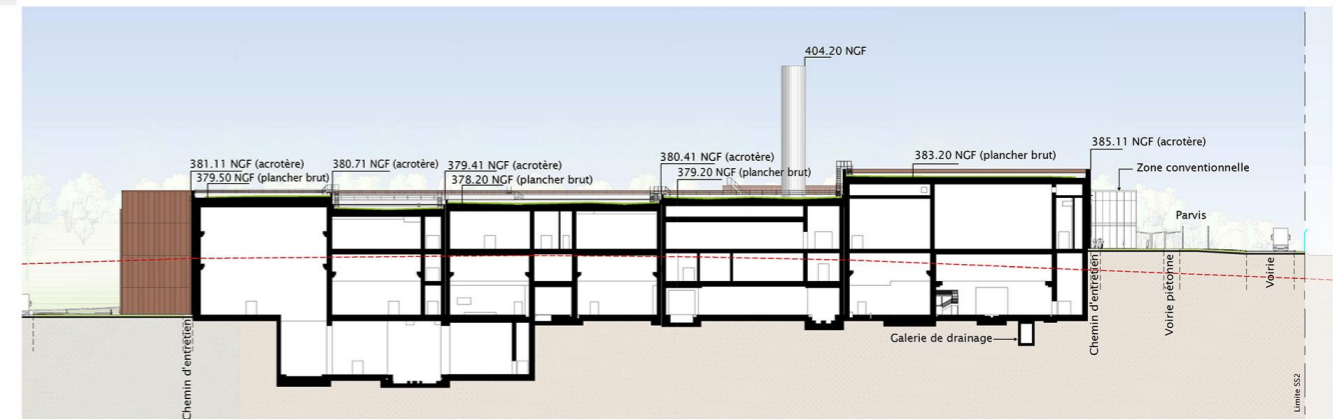 404.20 NGF
381.11 NGF (acrotère)
379.50 NGF (plancher brut)
380.71 NGF (acrotère)
379.41 NGF (acrotère)
378.20 NGF (plancher brut)
380.41 NGF (acrotère)
379.20 NGF (plancher brut)
383.20 NGF (plancher brut)
385.11 NGF (acrotère)
Zone conventionnelle
Parvis
Chemin d'entretien
Galerie de drainage
Chemin d'entretien
Voirie piétonne
Voirie
Limite SS2